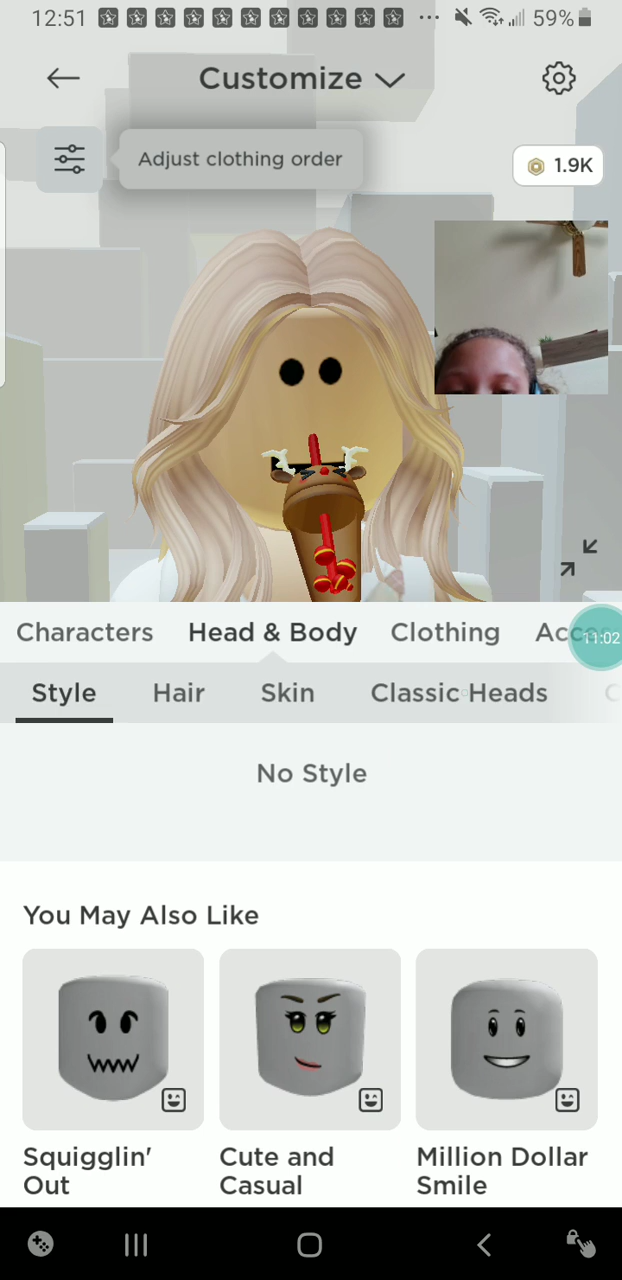 12:51 ... 59%
Customize
Adjust clothing order
1.9K
Characters Head & Body Clothing Acc
11:02
Style Hair Skin Classic Heads C
No Style
You May Also Like
Squigglin' Out
Cute and Casual
Million Dollar Smile